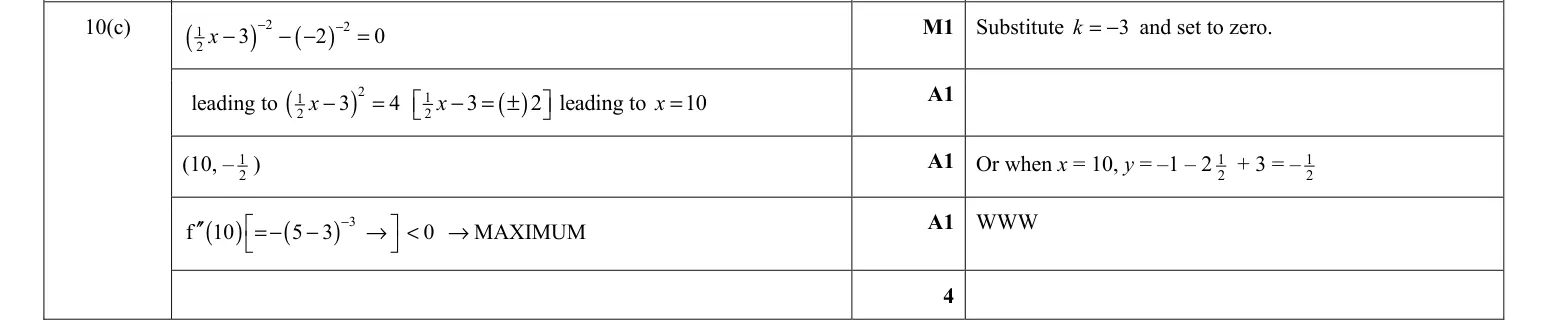 10(c) (½x − 3)⁻² − (−2)⁻² = 0 M1 Substitute k = −3 and set to zero.
leading to (½x − 3)² = 4 [½x − 3 = (±)2] leading to x = 10 A1
(10, −½) A1 Or when x = 10, y = −1 − 2½ + 3 = −½
f″(10)[= −(5 − 3)⁻³ →] < 0 → MAXIMUM A1 WWW
4